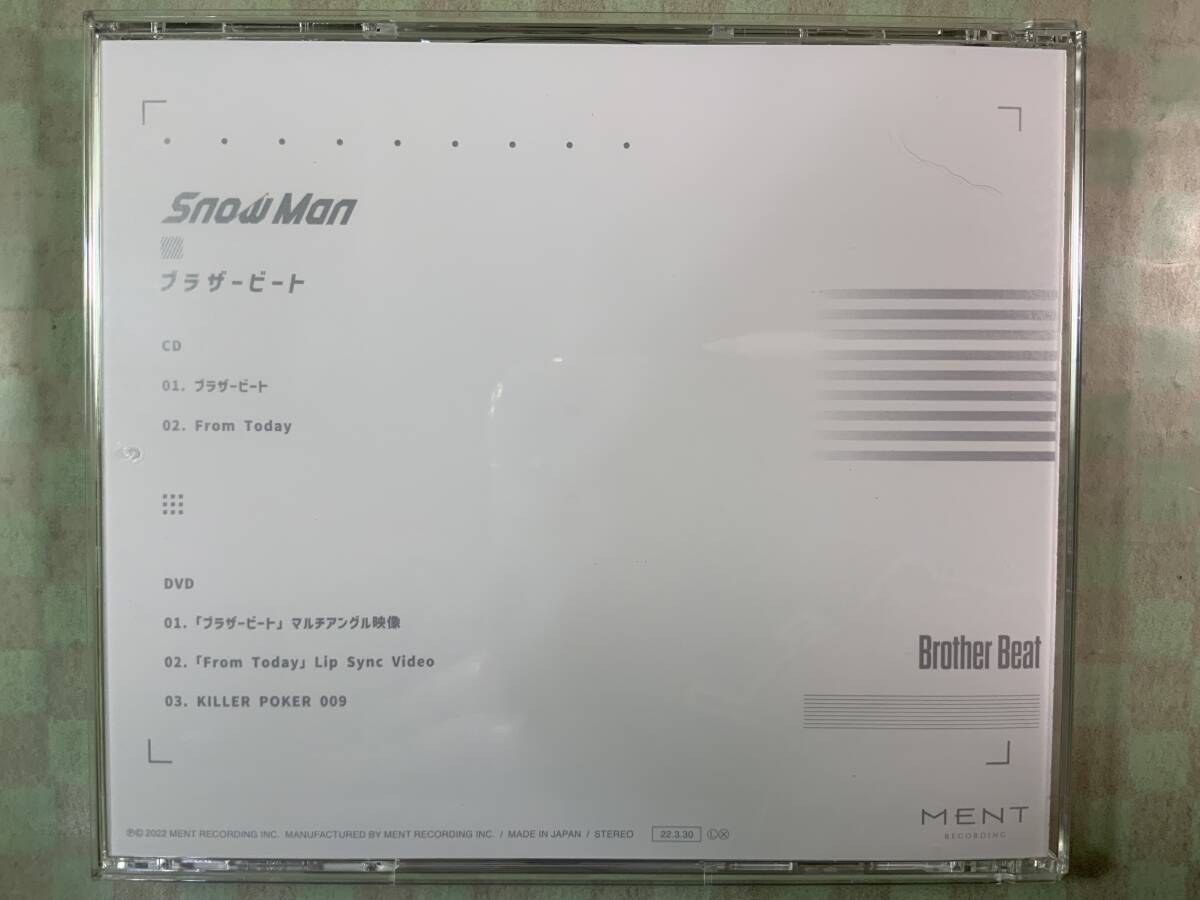 Snow Man
ブラザービート
CD
01. ブラザービート
02. From Today
DVD
01.「ブラザービート」マルチアングル映像
02.「From Today」Lip Sync Video
03. KILLER POKER 009
Brother Beat
MENT
RECORDING
℗© 2022 MENT RECORDING INC. MANUFACTURED BY MENT RECORDING INC. / MADE IN JAPAN / STEREO 22.3.30 ⓁⓍ